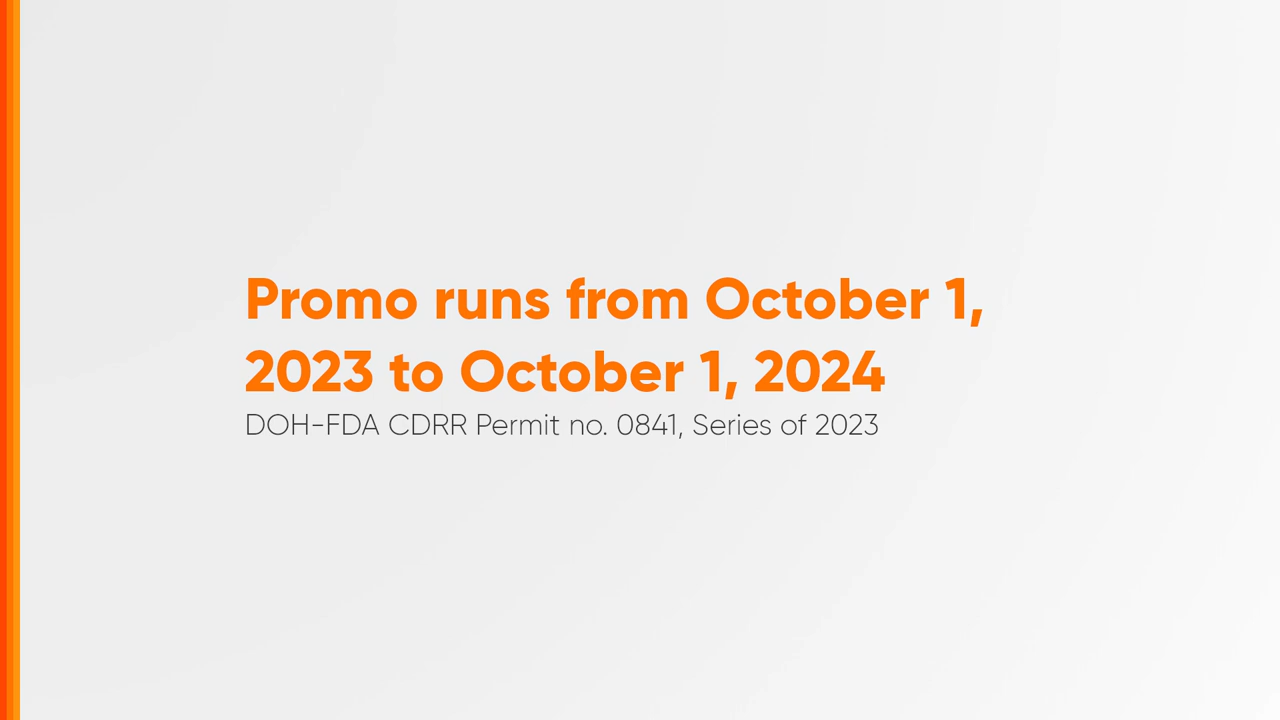 Promo runs from October 1,
2023 to October 1, 2024
DOH-FDA CDRR Permit no. 0841, Series of 2023